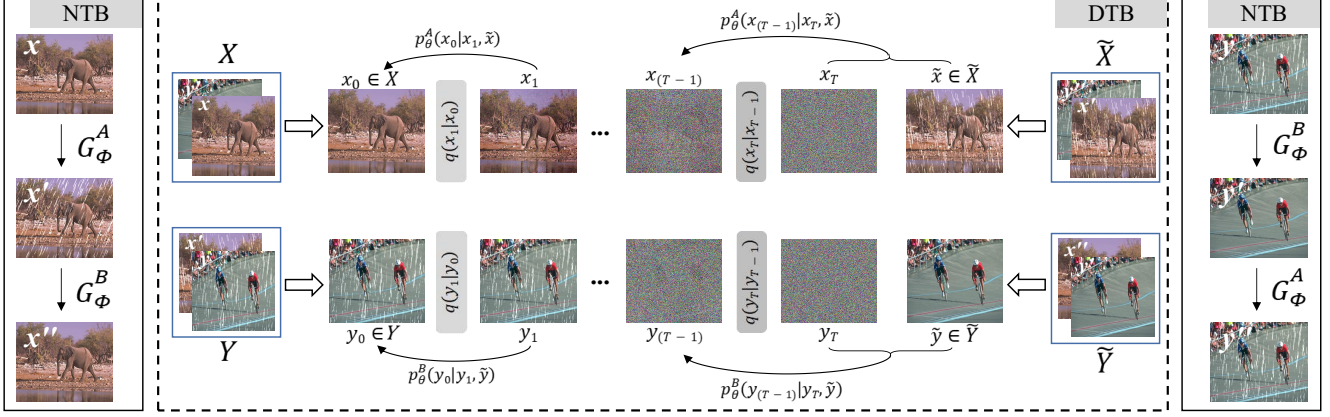 NTB
x
G_Φ^A
x'
G_Φ^B
x''
DTB
p_θ^A(x_0|x_1, x̃)
p_θ^A(x_(T−1)|x_T, x̃)
X
x_0 ∈ X
x_1
x_(T−1)
x_T
x̃ ∈ X̃
X̃
x
q(x_1|x_0)
...
q(x_T|x_T−1)
x'
x'
q(y_1|y_0)
...
q(y_T|y_T−1)
x''
Y
y_0 ∈ Y
y_1
y_(T−1)
y_T
ỹ ∈ Ỹ
Ỹ
p_θ^B(y_0|y_1, ỹ)
p_θ^B(y_(T−1)|y_T, ỹ)
NTB
y
G_Φ^B
y'
G_Φ^A
y''